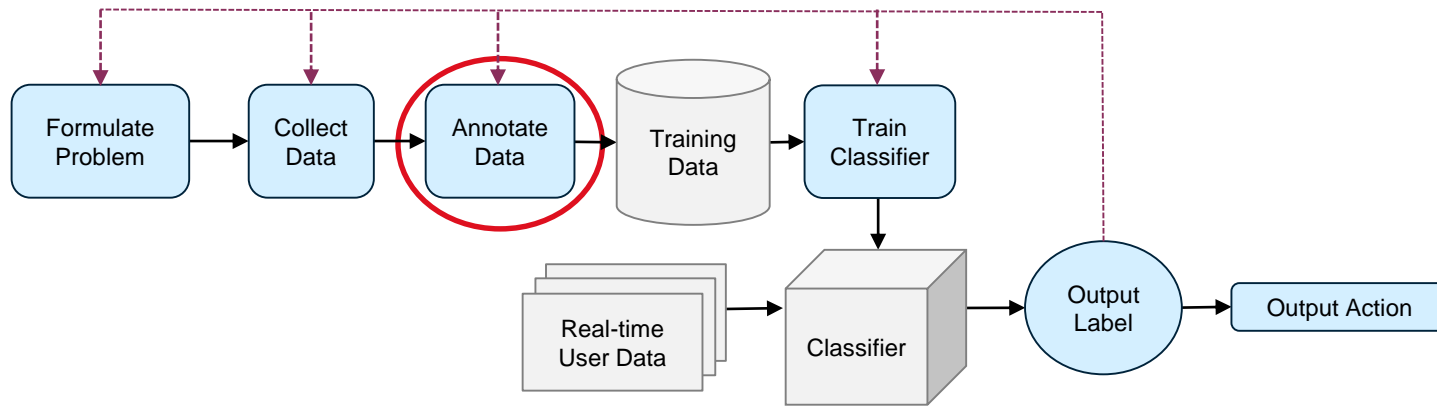 Formulate
Problem
Collect
Data
Annotate
Data
Training
Data
Train
Classifier
Real-time
User Data
Classifier
Output
Label
Output Action